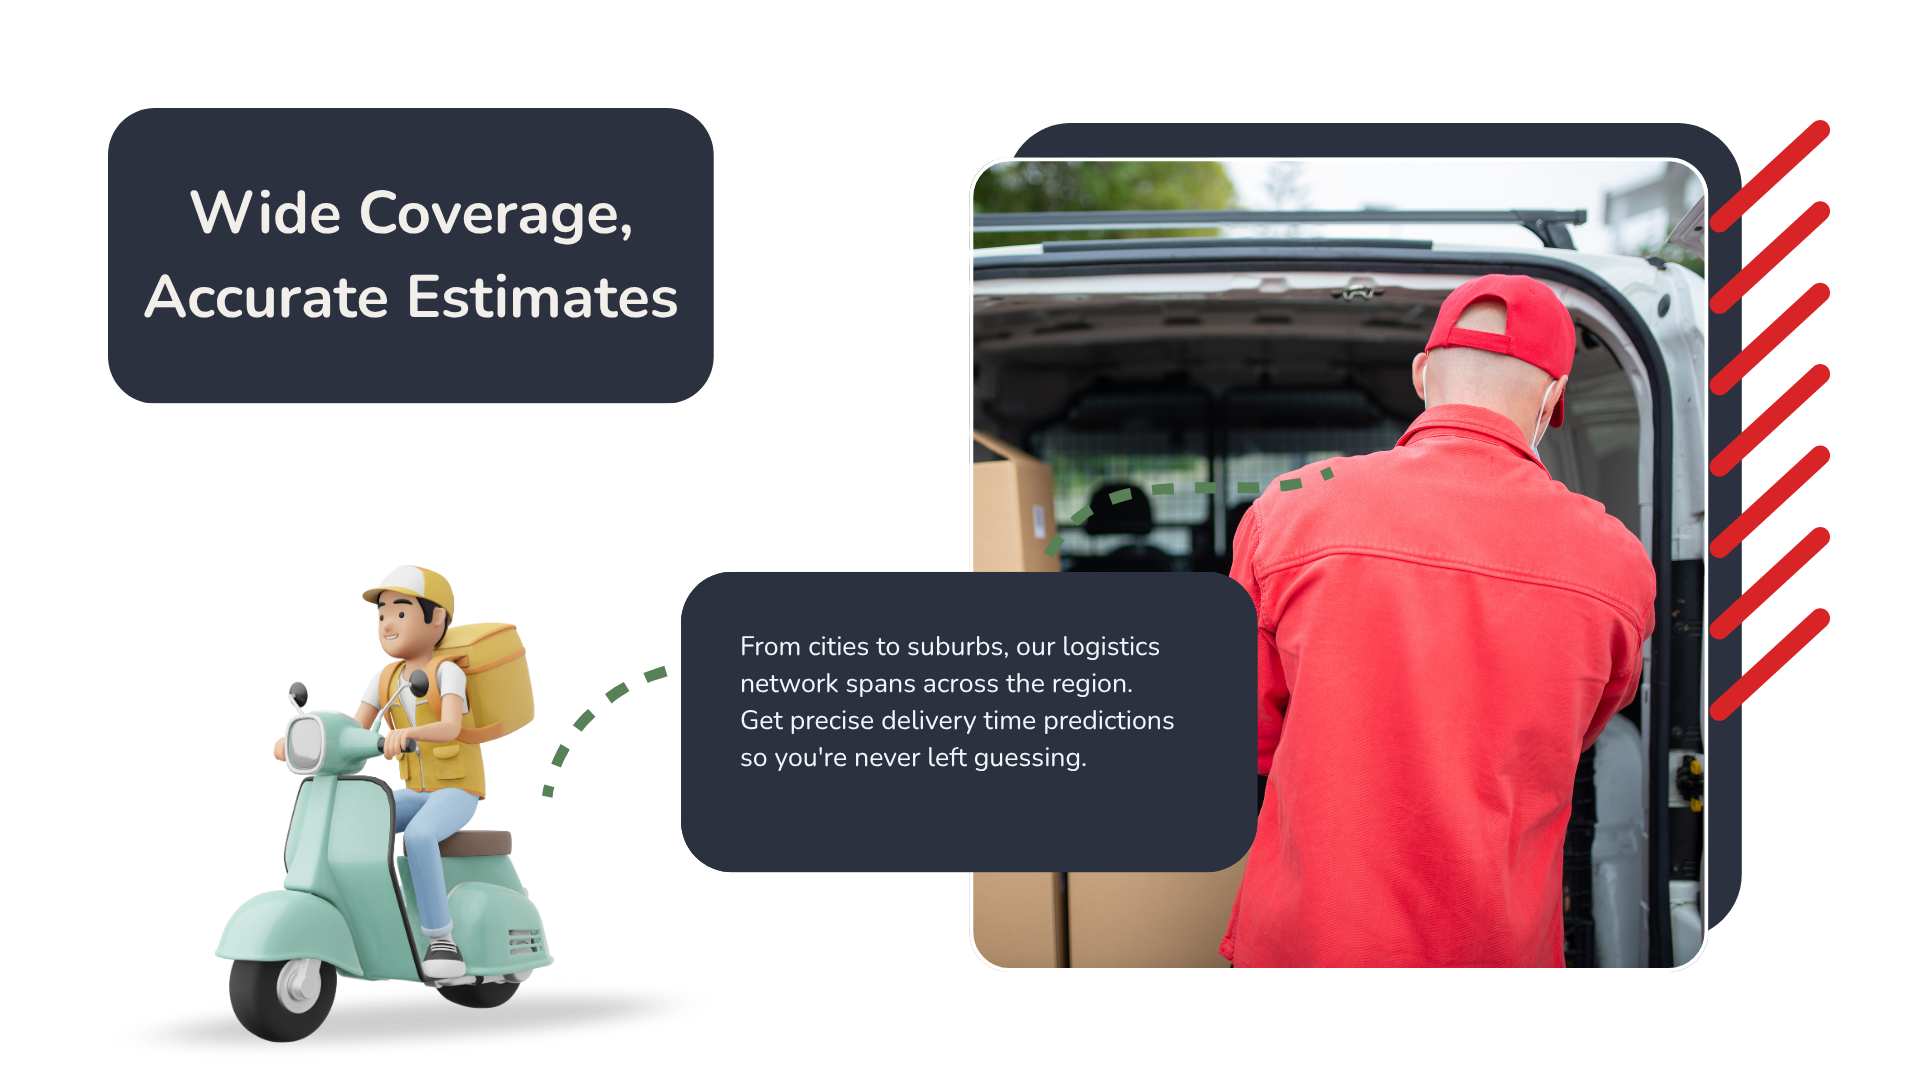 Wide Coverage,
Accurate Estimates
From cities to suburbs, our logistics
network spans across the region.
Get precise delivery time predictions
so you're never left guessing.